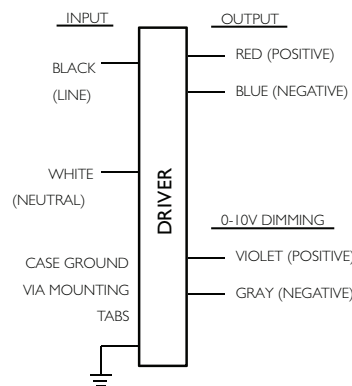 INPUT
BLACK
(LINE)
WHITE
(NEUTRAL)
CASE GROUND
VIA MOUNTING
TABS
DRIVER
OUTPUT
RED (POSITIVE)
BLUE (NEGATIVE)
0-10V DIMMING
VIOLET (POSITIVE)
GRAY (NEGATIVE)